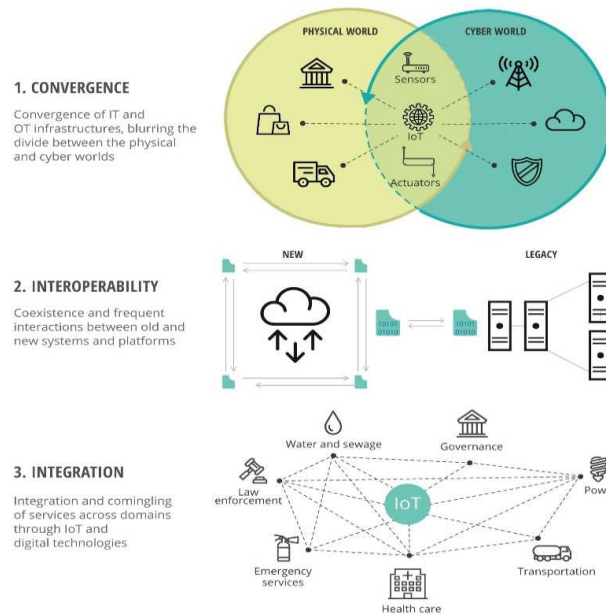 PHYSICAL WORLD
CYBER WORLD
Sensors
1. CONVERGENCE
Convergence of IT and
OT infrastructures, blurring the
divide between the physical
and cyber worlds
IoT
Actuators
NEW
LEGACY
2. INTEROPERABILITY
Coexistence and frequent
interactions between old and
new systems and platforms
10101
01010
10101
01010
Water and sewage
Governance
3. INTEGRATION
Integration and comingling
of services across domains
through IoT and
digital technologies
Law
enforcement
IoT
Pow
Emergency
services
Health care
Transportation